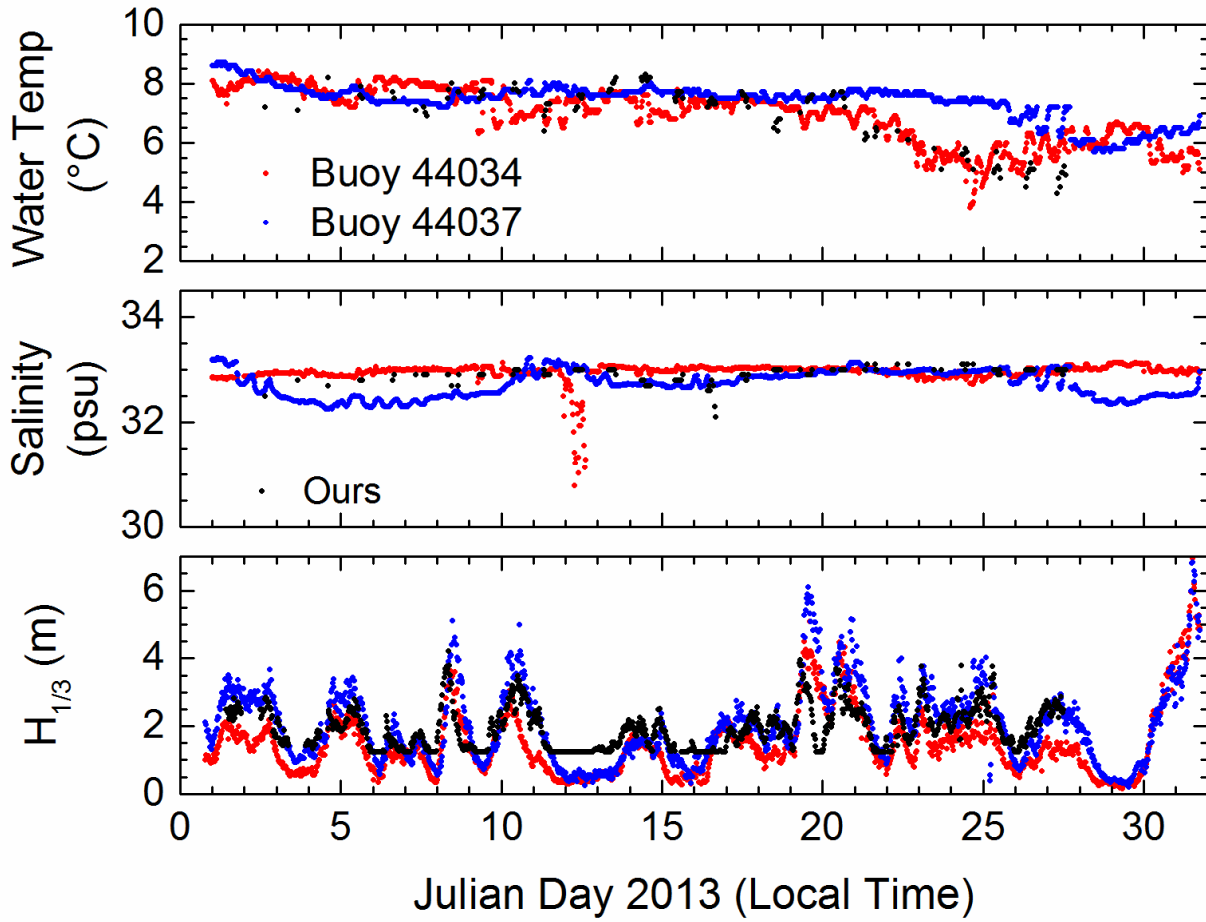 10
8
6
4
2
Water Temp
(°C)
Buoy 44034
Buoy 44037
34
32
30
Salinity
(psu)
Ours
6
4
2
0
H1/3 (m)
0 5 10 15 20 25 30
Julian Day 2013 (Local Time)